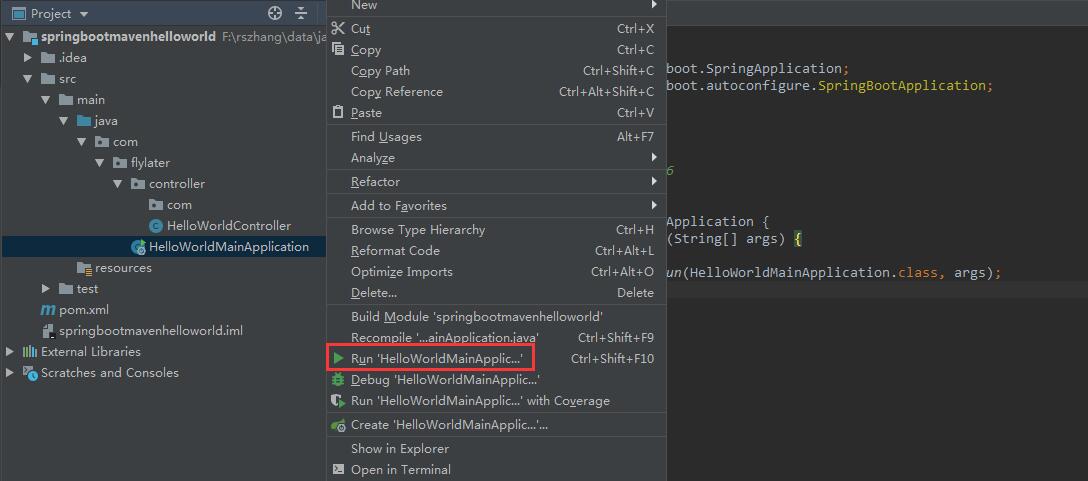 Project
springbootmavenhelloworld F:\rszhang\data\ja
.idea
src
main
java
com
flylater
controller
com
HelloWorldController
HelloWorldMainApplication
resources
test
pom.xml
springbootmavenhelloworld.iml
External Libraries
Scratches and Consoles
New
Cut Ctrl+X
Copy Ctrl+C
Copy Path Ctrl+Shift+C
Copy Reference Ctrl+Alt+Shift+C
Paste Ctrl+V
Find Usages Alt+F7
Analyze
Refactor
Add to Favorites
Browse Type Hierarchy Ctrl+H
Reformat Code Ctrl+Alt+L
Optimize Imports Ctrl+Alt+O
Delete... Delete
Build Module 'springbootmavenhelloworld'
Recompile '...ainApplication.java' Ctrl+Shift+F9
Run 'HelloWorldMainApplic...' Ctrl+Shift+F10
Debug 'HelloWorldMainApplic...'
Run 'HelloWorldMainApplic...' with Coverage
Create 'HelloWorldMainApplic...'...
Show in Explorer
Open in Terminal
boot.SpringApplication;
boot.autoconfigure.SpringBootApplication;
6
Application {
(String[] args) {
un(HelloWorldMainApplication.class, args);